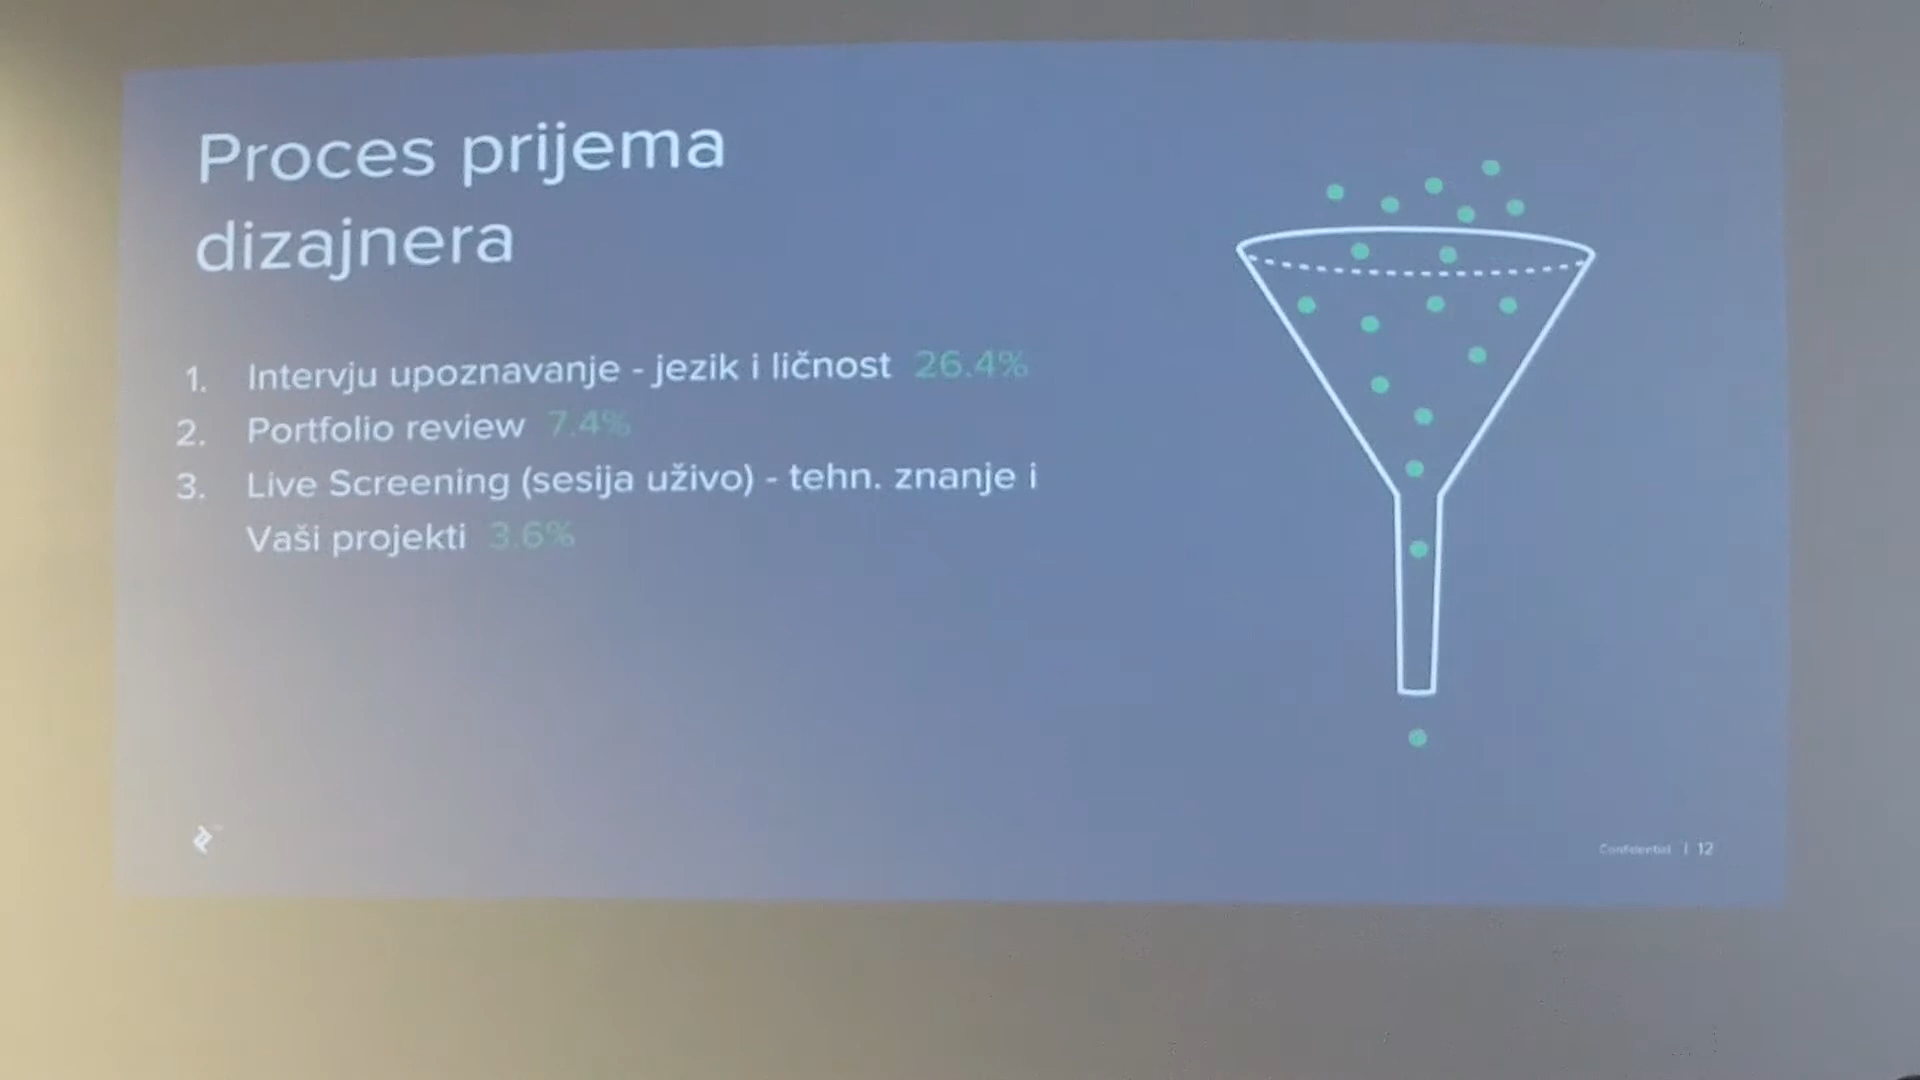 Proces prijema
dizajnera
1. Intervju upoznavanje - jezik i ličnost 26.4%
2. Portfolio review 7.4%
3. Live Screening (sesija uživo) - tehn. znanje i
Vaši projekti 3.6%
Confidential | 12